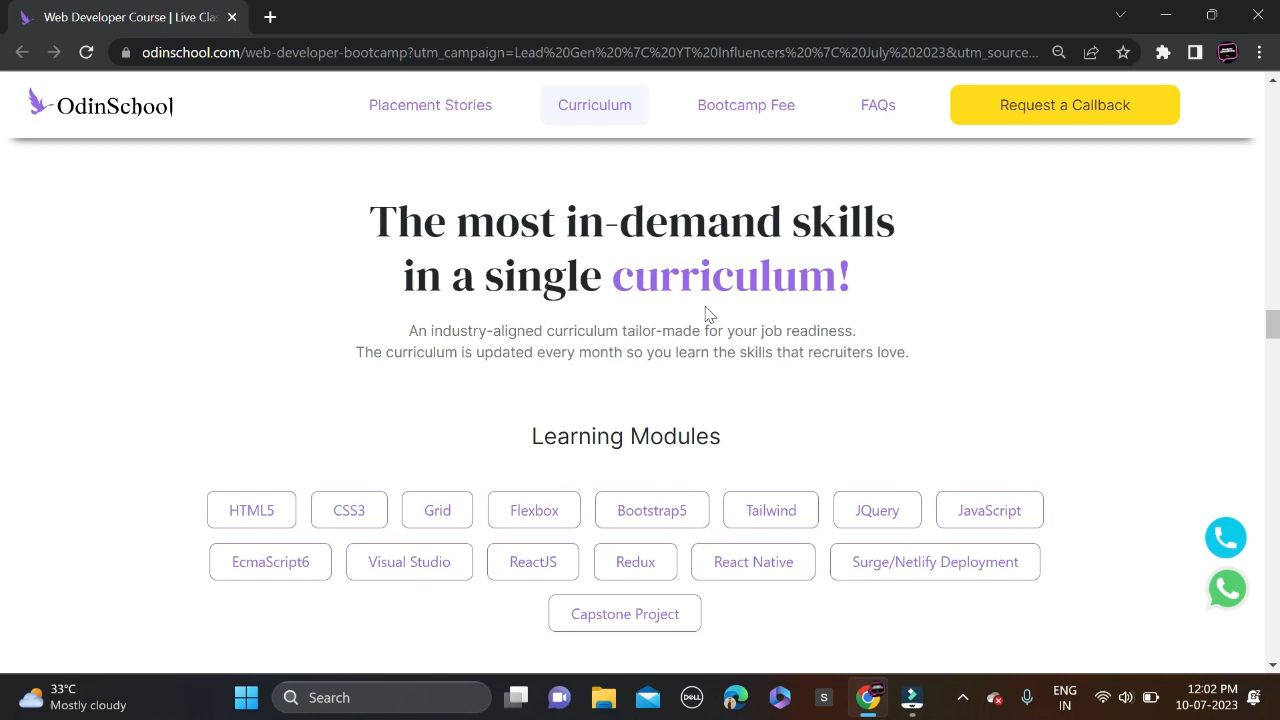 Web Developer Course | Live Clas
odinschool.com/web-developer-bootcamp?utm_campaign=Lead%20Gen%20%7C%20YT%20Influencers%20%7C%20July%202023&utm_source...
OdinSchool
Placement Stories
Curriculum
Bootcamp Fee
FAQs
Request a Callback
The most in-demand skills
in a single curriculum!
An industry-aligned curriculum tailor-made for your job readiness.
The curriculum is updated every month so you learn the skills that recruiters love.
Learning Modules
HTML5 CSS3 Grid Flexbox Bootstrap5 Tailwind JQuery JavaScript
EcmaScript6 Visual Studio ReactJS Redux React Native Surge/Netlify Deployment
Capstone Project
33°C
Mostly cloudy
Search
DELL
S
ENG
IN
12:02 PM
10-07-2023